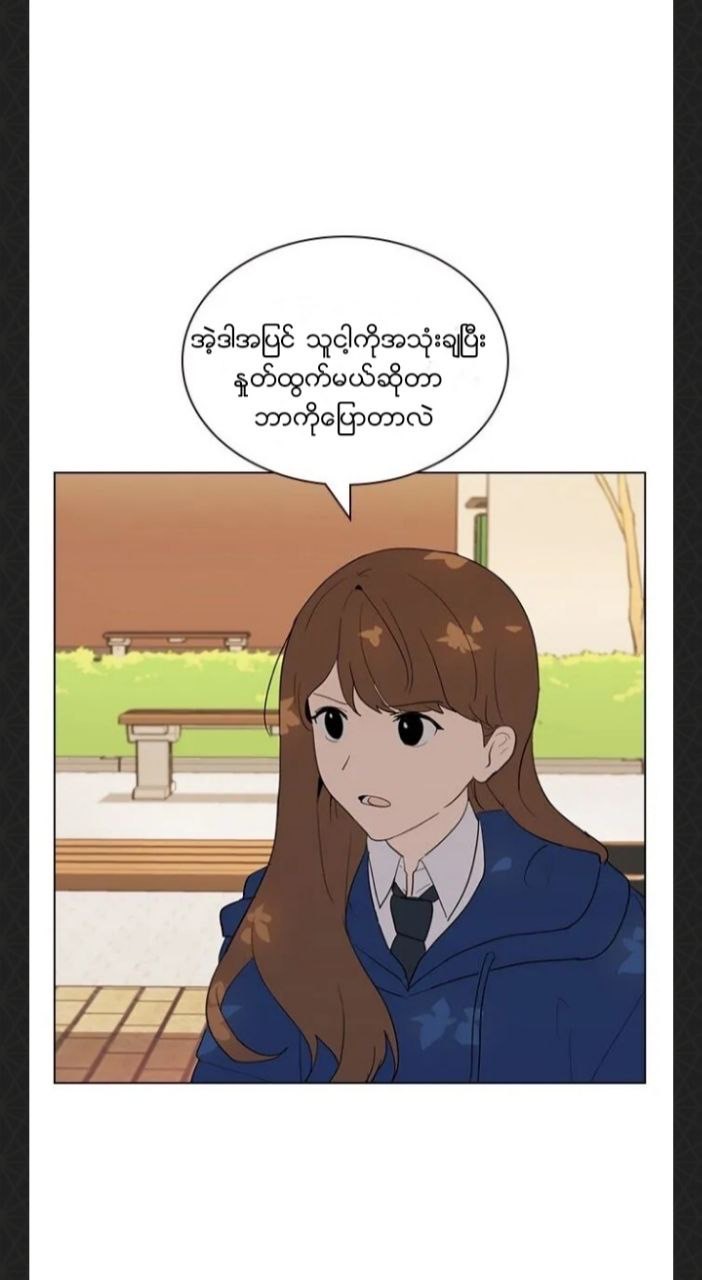 အဲ့ဒါအပြင် သူငါ့ကိုအသုံးချပြီး
နှုတ်ထွက်မယ်ဆိုတာ
ဘာကိုပြောတာလဲ